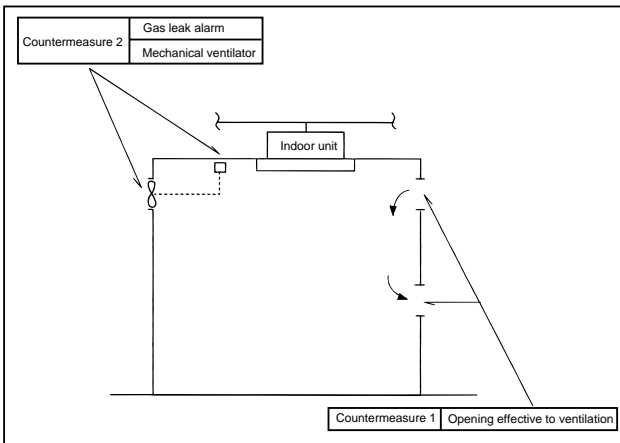 Gas leak alarm
Countermeasure 2
Mechanical ventilator
Indoor unit
Countermeasure 1 Opening effective to ventilation